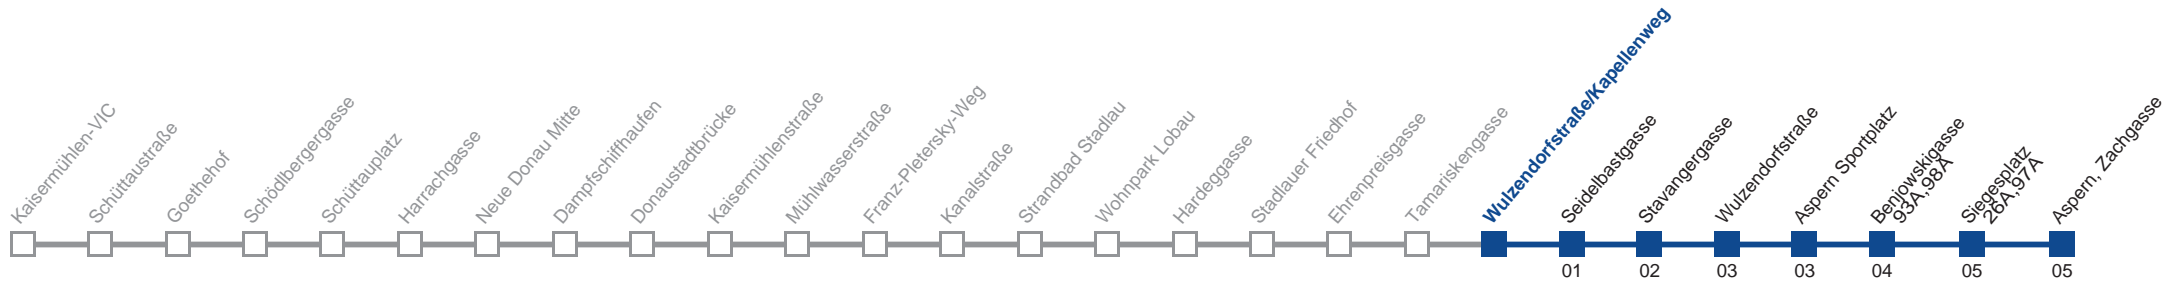 Kaisermühlen-VIC
Schüttaustraße
Goethehof
Schödlbergergasse
Schüttauplatz
Harrachgasse
Neue Donau Mitte
Dampfschiffhaufen
Donaustadtbrücke
Kaisermühlenstraße
Mühlwasserstraße
Franz-Pletersky-Weg
Kanalstraße
Strandbad Stadlau
Wohnpark Lobau
Hardeggasse
Stadlauer Friedhof
Ehrenpreisgasse
Tamariskengasse
Wulzendorfstraße/Kapellenweg
Seidelbastgasse
Stavangergasse
Wulzendorfstraße
Aspern Sportplatz
Benjowskigasse
93A,98A
Siegesplatz
26A,97A
Aspern, Zachgasse
01
02
03
03
04
05
05